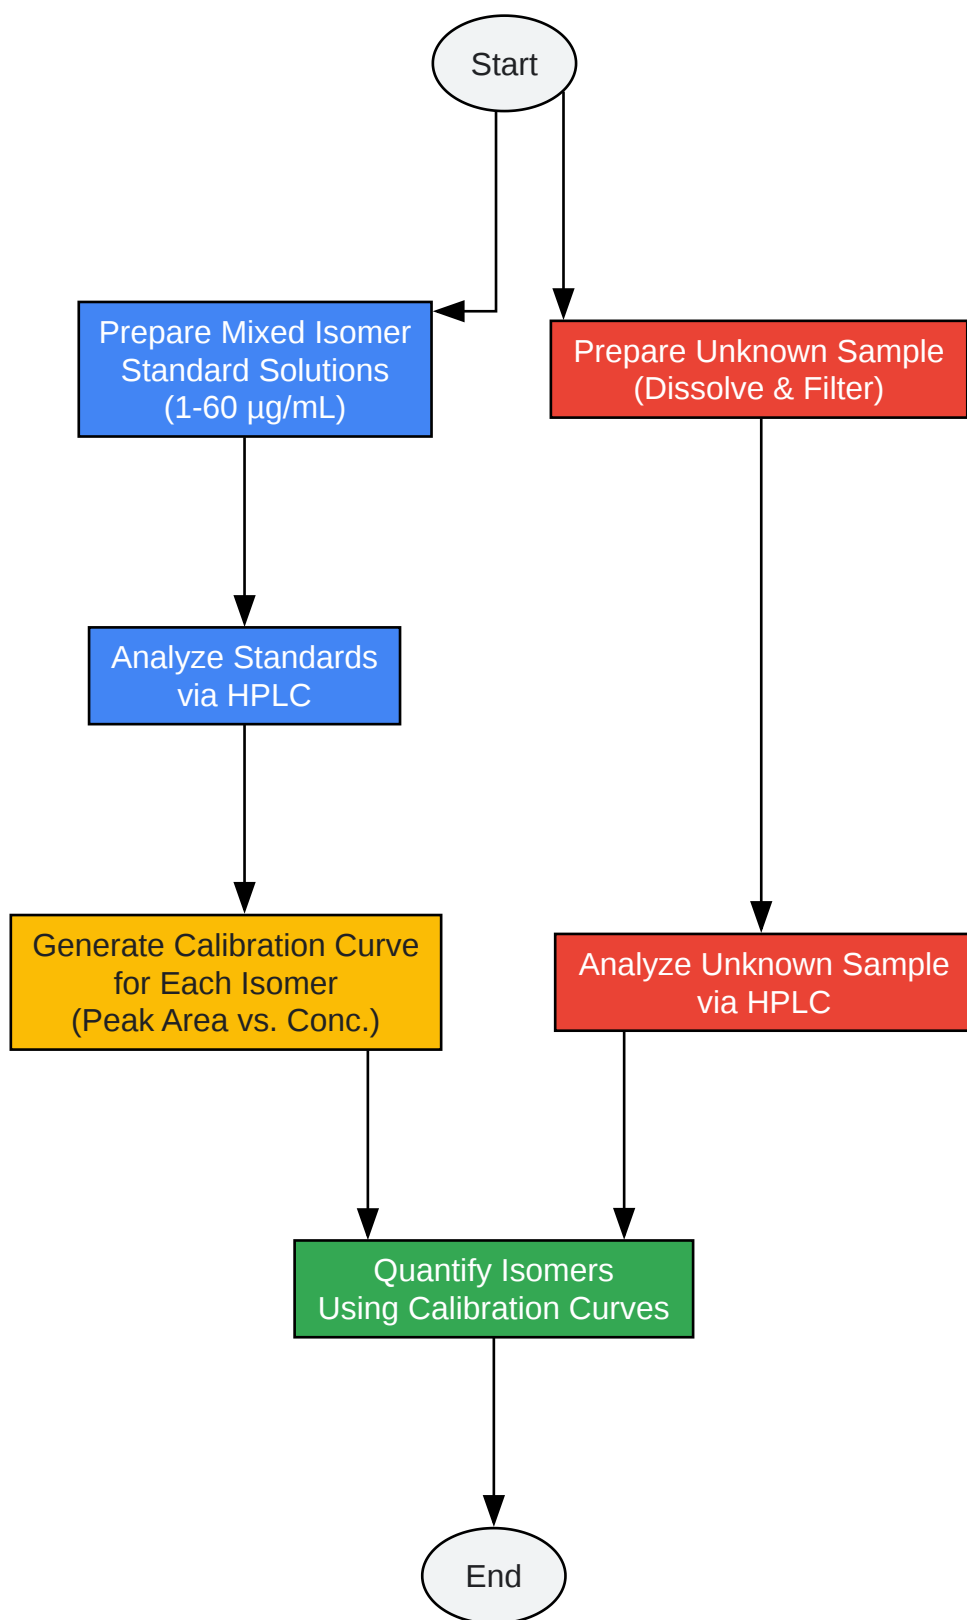 Start
Prepare Mixed Isomer
Standard Solutions
(1-60 µg/mL)
Prepare Unknown Sample
(Dissolve & Filter)
Analyze Standards
via HPLC
Generate Calibration Curve
for Each Isomer
(Peak Area vs. Conc.)
Analyze Unknown Sample
via HPLC
Quantify Isomers
Using Calibration Curves
End